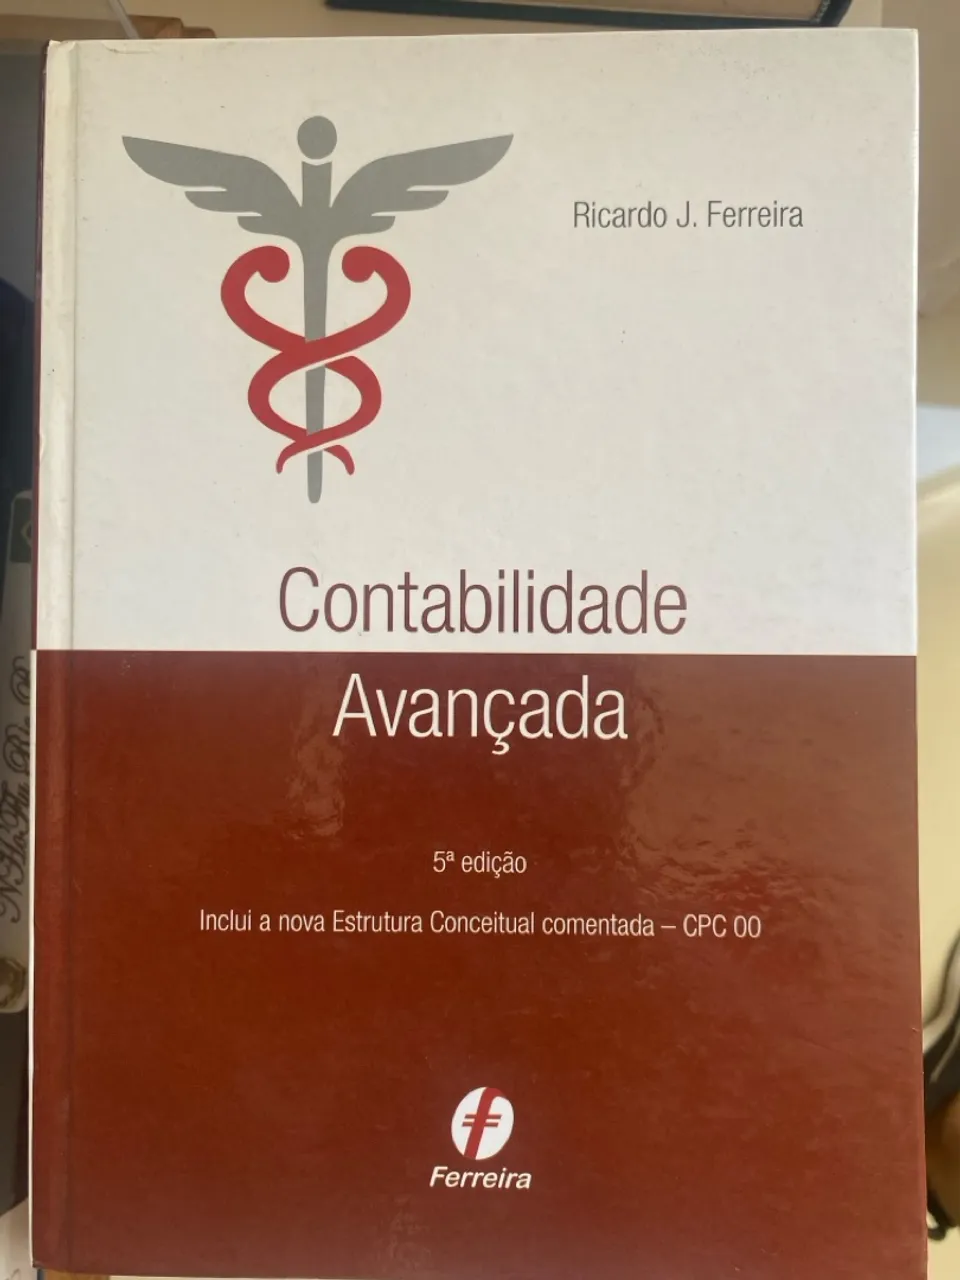 Ricardo J. Ferreira
Contabilidade
Avançada
5ª edição
Inclui a nova Estrutura Conceitual comentada – CPC 00
Ferreira